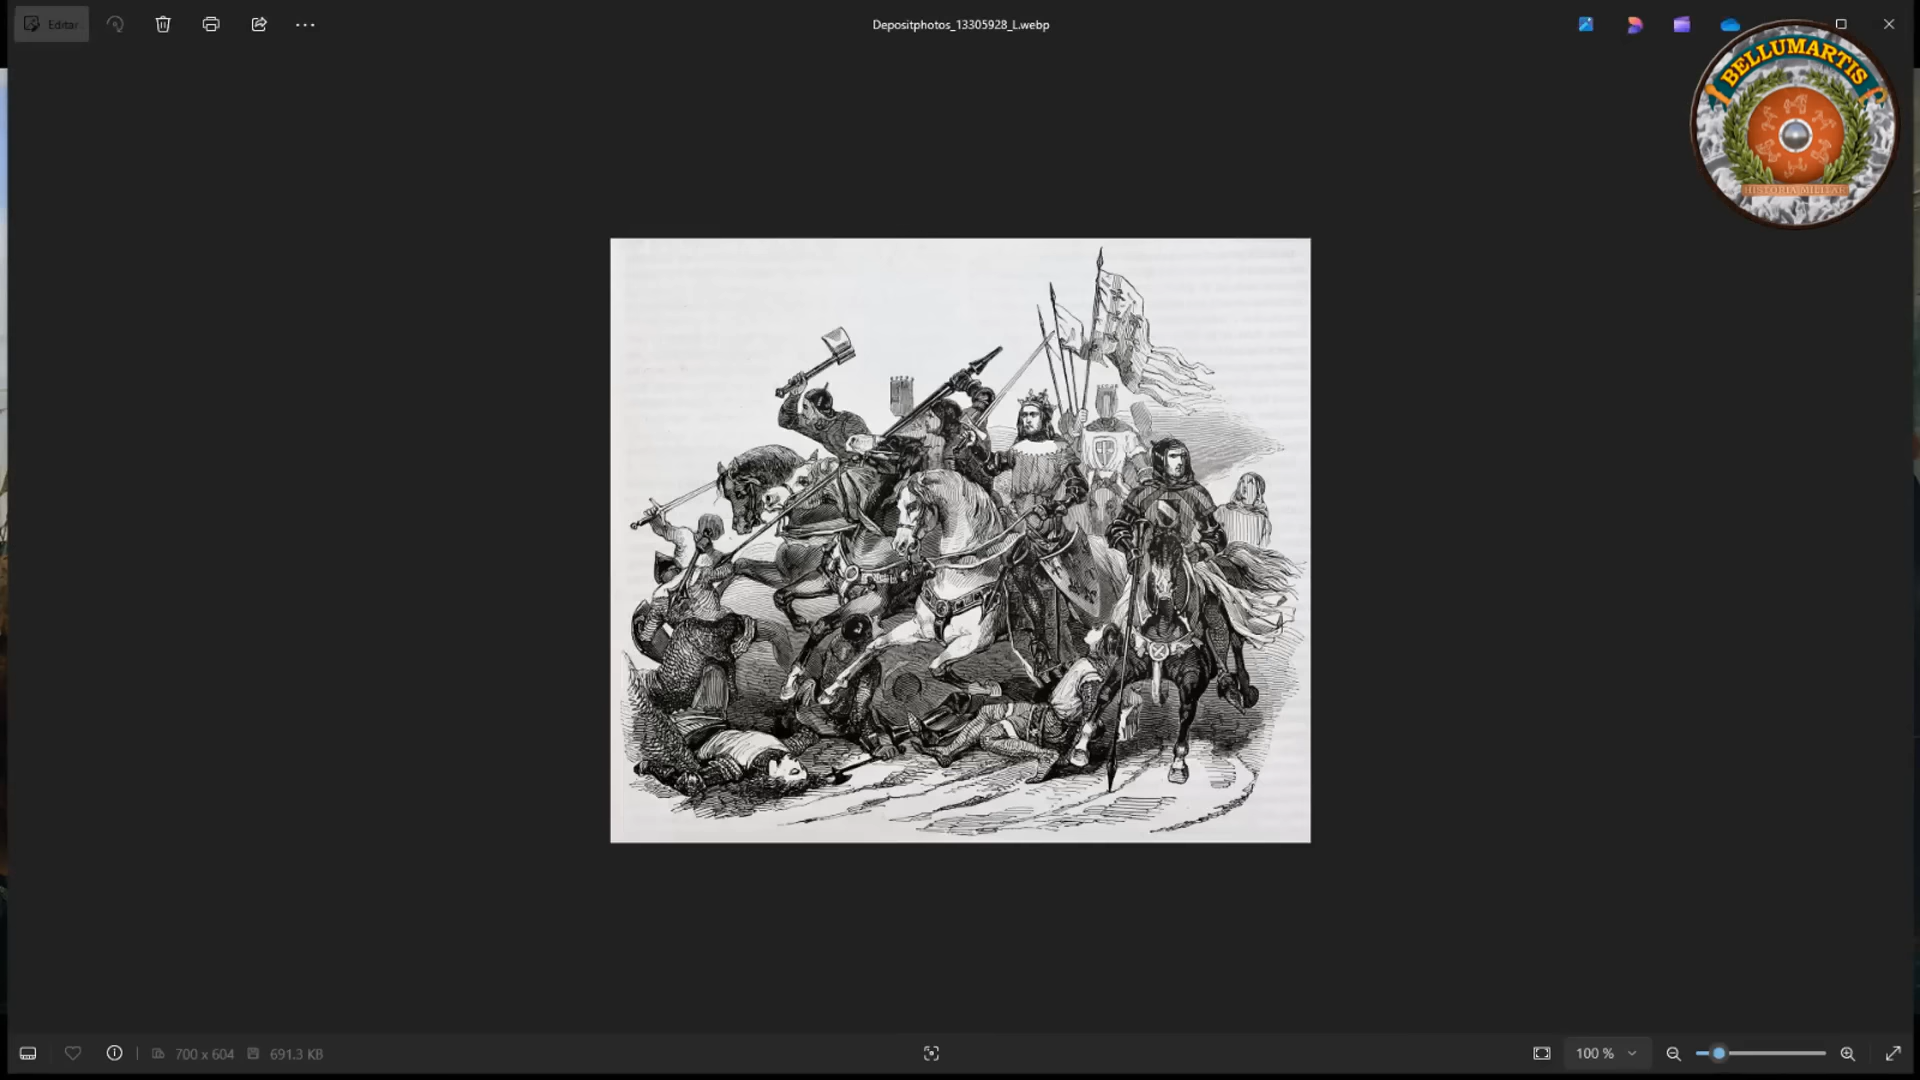 Editar
Depositphotos_13305928_L.webp
BELLUMARTIS
HISTORIA MILITAR
700 x 604
691.3 KB
100 %